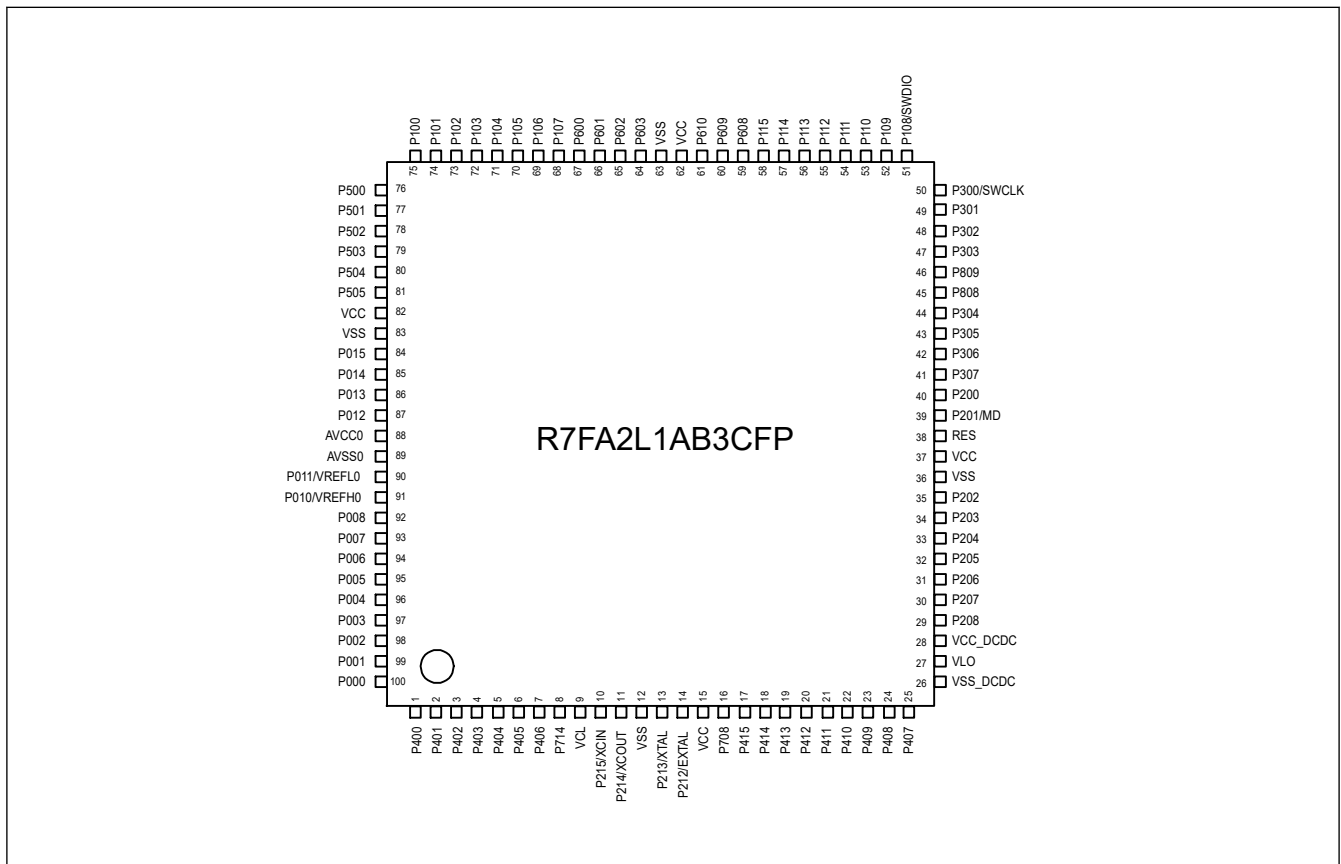 P100 P101 P102 P103 P104 P105 P106 P107 P600 P601 P602 P603 VSS VCC P610 P609 P608 P115 P114 P113 P112 P111 P110 P109 P108/SWDIO
75 74 73 72 71 70 69 68 67 66 65 64 63 62 61 60 59 58 57 56 55 54 53 52 51
P500 76 50 P300/SWCLK
P501 77 49 P301
P502 78 48 P302
P503 79 47 P303
P504 80 46 P809
P505 81 45 P808
VCC 82 44 P304
VSS 83 43 P305
P015 84 42 P306
P014 85 41 P307
P013 86 40 P200
P012 87 39 P201/MD
AVCC0 88 38 RES
R7FA2L1AB3CFP
AVSS0 89 37 VCC
P011/VREFL0 90 36 VSS
P010/VREFH0 91 35 P202
P008 92 34 P203
P007 93 33 P204
P006 94 32 P205
P005 95 31 P206
P004 96 30 P207
P003 97 29 P208
P002 98 28 VCC_DCDC
P001 99 27 VLO
P000 100 26 VSS_DCDC
1 2 3 4 5 6 7 8 9 10 11 12 13 14 15 16 17 18 19 20 21 22 23 24 25
P400 P401 P402 P403 P404 P405 P406 P714 VCL P215/XCIN P214/XCOUT VSS P213/XTAL P212/EXTAL VCC P708 P415 P414 P413 P412 P411 P410 P409 P408 P407